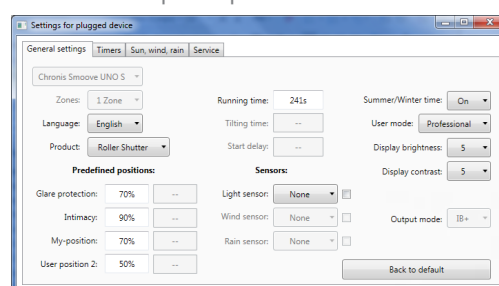 Settings for plugged device
General settings Timers Sun, wind, rain Service
Chronis Smoove UNO S
Zones: 1 Zone Running time: 241s Summer/Winter time: On
Language: English Tilting time: -- User mode: Professional
Product: Roller Shutter Start delay: -- Display brightness: 5
Predefined positions: Sensors: Display contrast: 5
Glare protection: 70% -- Light sensor: None
Intimacy: 90% -- Wind sensor: None Output mode: IB+
My-position: 70% -- Rain sensor: None
User position 2: 50% -- Back to default